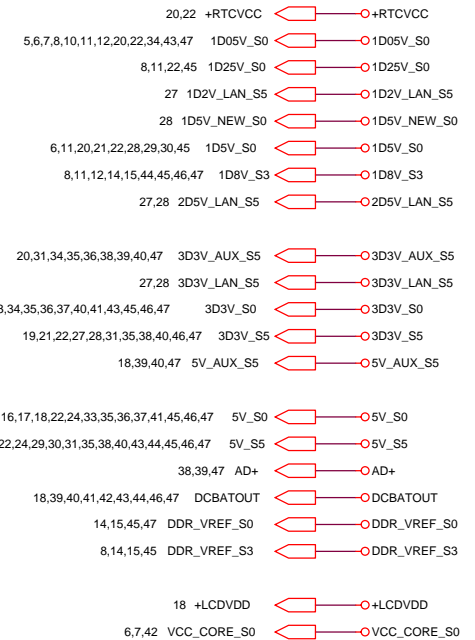 20,22 +RTCVCC +RTCVCC
5,6,7,8,10,11,12,20,22,34,43,47 1D05V_S0 1D05V_S0
8,11,22,45 1D25V_S0 1D25V_S0
27 1D2V_LAN_S5 1D2V_LAN_S5
28 1D5V_NEW_S0 1D5V_NEW_S0
6,11,20,21,22,28,29,30,45 1D5V_S0 1D5V_S0
8,11,12,14,15,44,45,46,47 1D8V_S3 1D8V_S3
27,28 2D5V_LAN_S5 2D5V_LAN_S5
20,31,34,35,36,38,39,40,47 3D3V_AUX_S5 3D3V_AUX_S5
27,28 3D3V_LAN_S5 3D3V_LAN_S5
,34,35,36,37,40,41,43,45,46,47 3D3V_S0 3D3V_S0
19,21,22,27,28,31,35,38,40,46,47 3D3V_S5 3D3V_S5
18,39,40,47 5V_AUX_S5 5V_AUX_S5
16,17,18,22,24,33,35,36,37,41,45,46,47 5V_S0 5V_S0
22,24,29,30,31,35,38,40,43,44,45,46,47 5V_S5 5V_S5
38,39,47 AD+ AD+
18,39,40,41,42,43,44,46,47 DCBATOUT DCBATOUT
14,15,45,47 DDR_VREF_S0 DDR_VREF_S0
8,14,15,45 DDR_VREF_S3 DDR_VREF_S3
18 +LCDVDD +LCDVDD
6,7,42 VCC_CORE_S0 VCC_CORE_S0